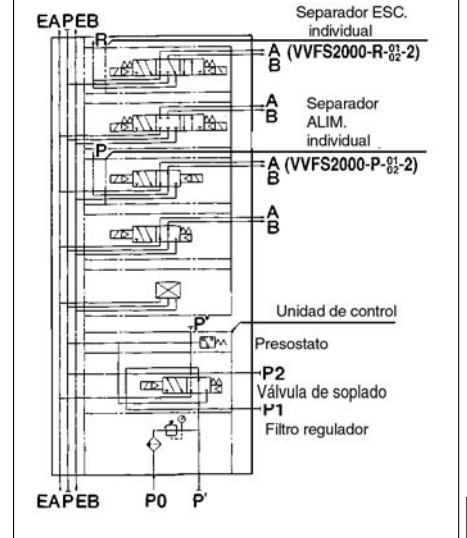 Separador ESC.
individual
EAPEB
R
A (VVFS2000-R-01/02-2)
B
A
B
Separador
ALIM.
individual
P
A (VVFS2000-P-01/02-2)
B
A
B
Unidad de control
P'
Presostato
P2
Válvula de soplado
P1
Filtro regulador
EAPEB P0 P'